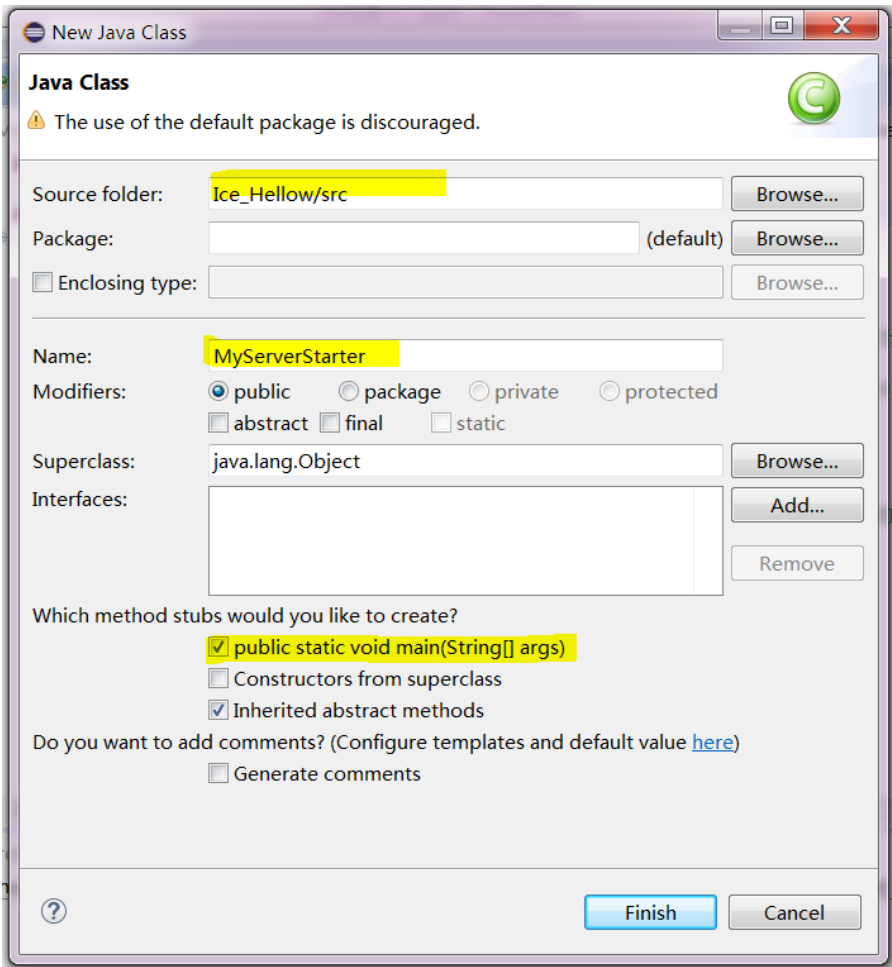 New Java Class
Java Class
The use of the default package is discouraged.
Source folder: Ice_Hellow/src Browse...
Package: (default) Browse...
Enclosing type: Browse...
Name: MyServerStarter
Modifiers: public package private protected
abstract final static
Superclass: java.lang.Object Browse...
Interfaces: Add...
Remove
Which method stubs would you like to create?
public static void main(String[] args)
Constructors from superclass
Inherited abstract methods
Do you want to add comments? (Configure templates and default value here)
Generate comments
? Finish Cancel